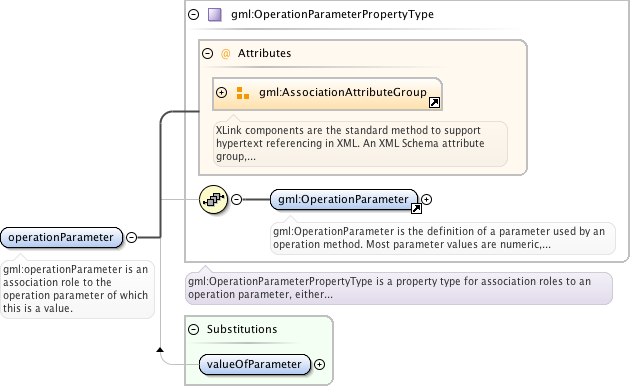 gml:OperationParameterPropertyType
@ Attributes
gml:AssociationAttributeGroup
XLink components are the standard method to support
hypertext referencing in XML. An XML Schema attribute
group,...
gml:OperationParameter
gml:OperationParameter is the definition of a parameter used by an
operation method. Most parameter values are numeric,...
operationParameter
gml:operationParameter is an
association role to the
operation parameter of which
this is a value.
gml:OperationParameterPropertyType is a property type for association roles to an
operation parameter, either...
Substitutions
valueOfParameter